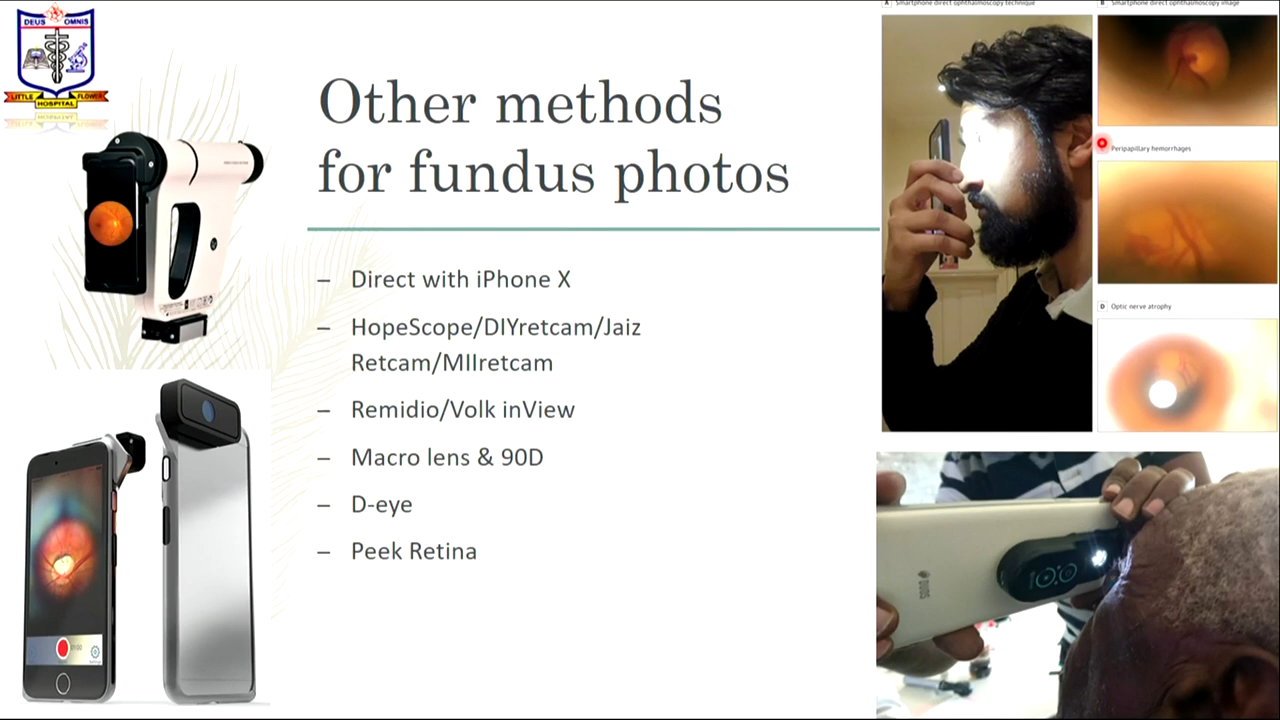 DEUS OMNIS
LITTLE FLOWER
HOSPITAL
Other methods
for fundus photos
– Direct with iPhone X
– HopeScope/DIYretcam/Jaiz
Retcam/MIIretcam
– Remidio/Volk inView
– Macro lens & 90D
– D-eye
– Peek Retina
A Smartphone direct ophthalmoscopy technique
B Smartphone direct ophthalmoscopy image
Peripapillary hemorrhages
D Optic nerve atrophy